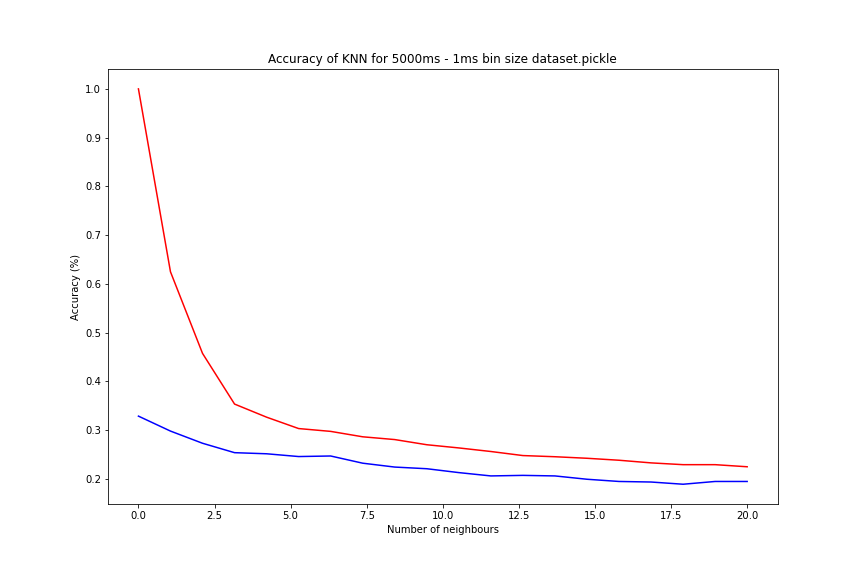 Accuracy of KNN for 5000ms - 1ms bin size dataset.pickle
1.0
0.9
0.8
0.7
0.6
0.5
0.4
0.3
0.2
Accuracy (%)
0.0 2.5 5.0 7.5 10.0 12.5 15.0 17.5 20.0
Number of neighbours